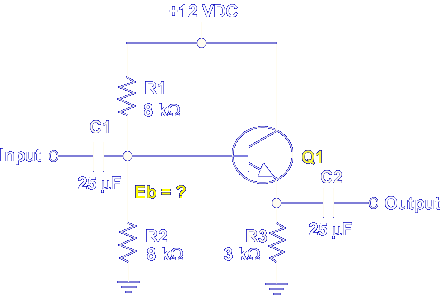 +12 VDC
R1
8 kΩ
C1
Input
25 µF
Q1
Eb = ?
C2
Output
25 µF
R2
8 kΩ
R3
3 kΩ